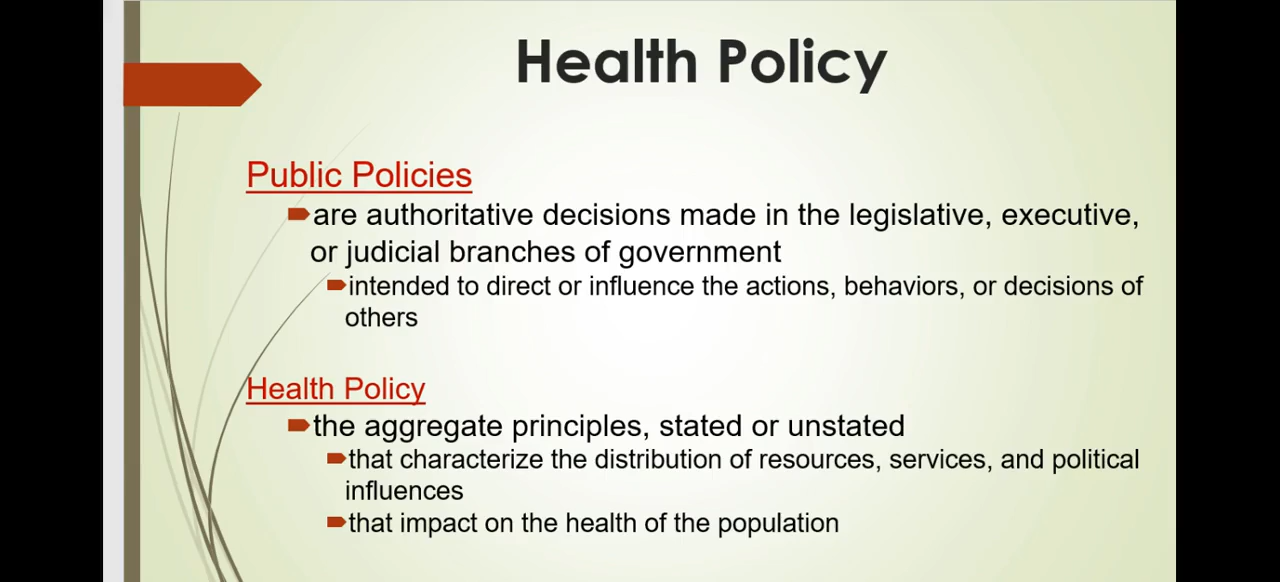 Health Policy
Public Policies
are authoritative decisions made in the legislative, executive,
or judicial branches of government
intended to direct or influence the actions, behaviors, or decisions of
others
Health Policy
the aggregate principles, stated or unstated
that characterize the distribution of resources, services, and political
influences
that impact on the health of the population